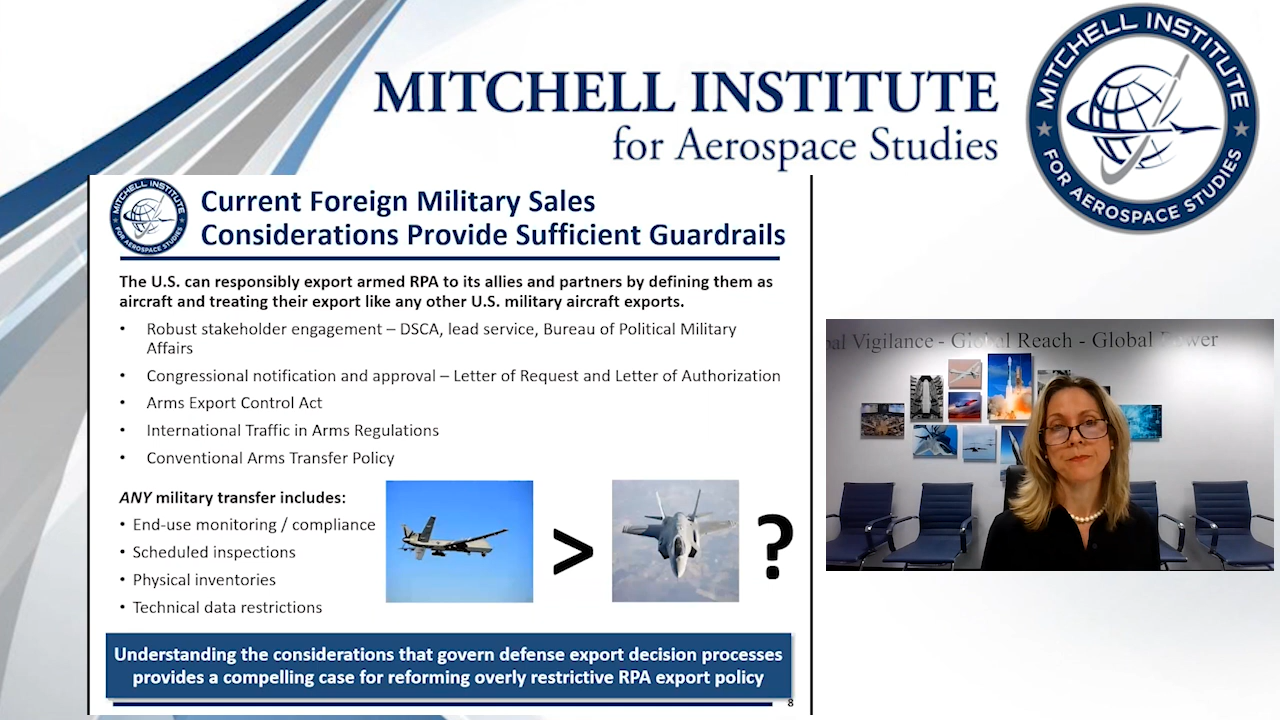 MITCHELL INSTITUTE
for Aerospace Studies
MITCHELL INSTITUTE
FOR AEROSPACE STUDIES
MITCHELL INSTITUTE
FOR AEROSPACE STUDIES
Current Foreign Military Sales
Considerations Provide Sufficient Guardrails
The U.S. can responsibly export armed RPA to its allies and partners by defining them as
aircraft and treating their export like any other U.S. military aircraft exports.
• Robust stakeholder engagement – DSCA, lead service, Bureau of Political Military
Affairs
• Congressional notification and approval – Letter of Request and Letter of Authorization
• Arms Export Control Act
• International Traffic in Arms Regulations
• Conventional Arms Transfer Policy
ANY military transfer includes:
• End-use monitoring / compliance
• Scheduled inspections
• Physical inventories
• Technical data restrictions
> ?
Understanding the considerations that govern defense export decision processes
provides a compelling case for reforming overly restrictive RPA export policy
8
Vigilance - Global Reach - Global